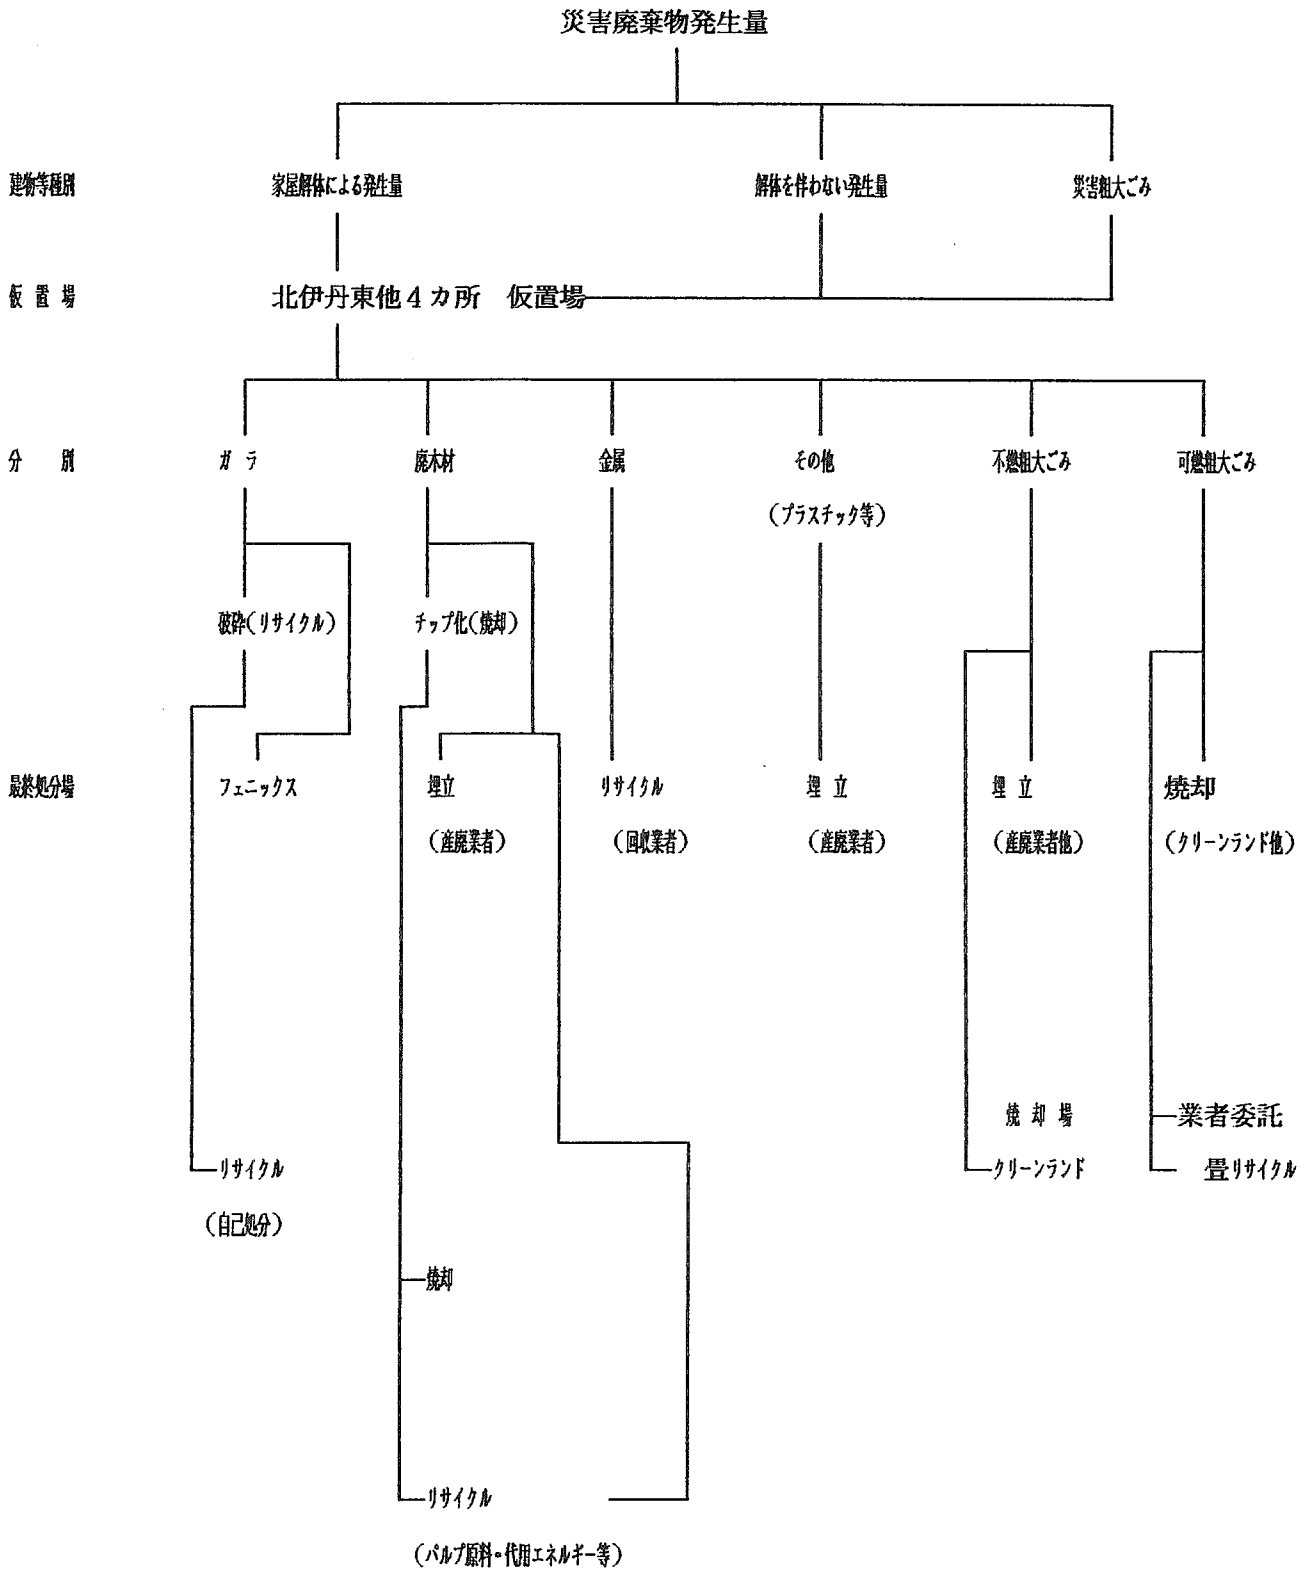 災害廃棄物発生量
建物等種別 家屋解体による発生量 解体を伴わない発生量 災害粗大ごみ
仮置場 北伊丹東他4カ所 仮置場
分別 ガラ 廃木材 金属 その他 不燃粗大ごみ 可燃粗大ごみ
(プラスチック等)
破砕(リサイクル) チップ化(焼却)
最終処分場 フェニックス 埋立 リサイクル 埋立 埋立 焼却
(産廃業者) (回収業者) (産廃業者) (産廃業者他) (クリーンランド他)
焼却場 業者委託
リサイクル クリーンランド 畳リサイクル
(自己処分)
焼却
リサイクル
(パルプ原料・代用エネルギー等)